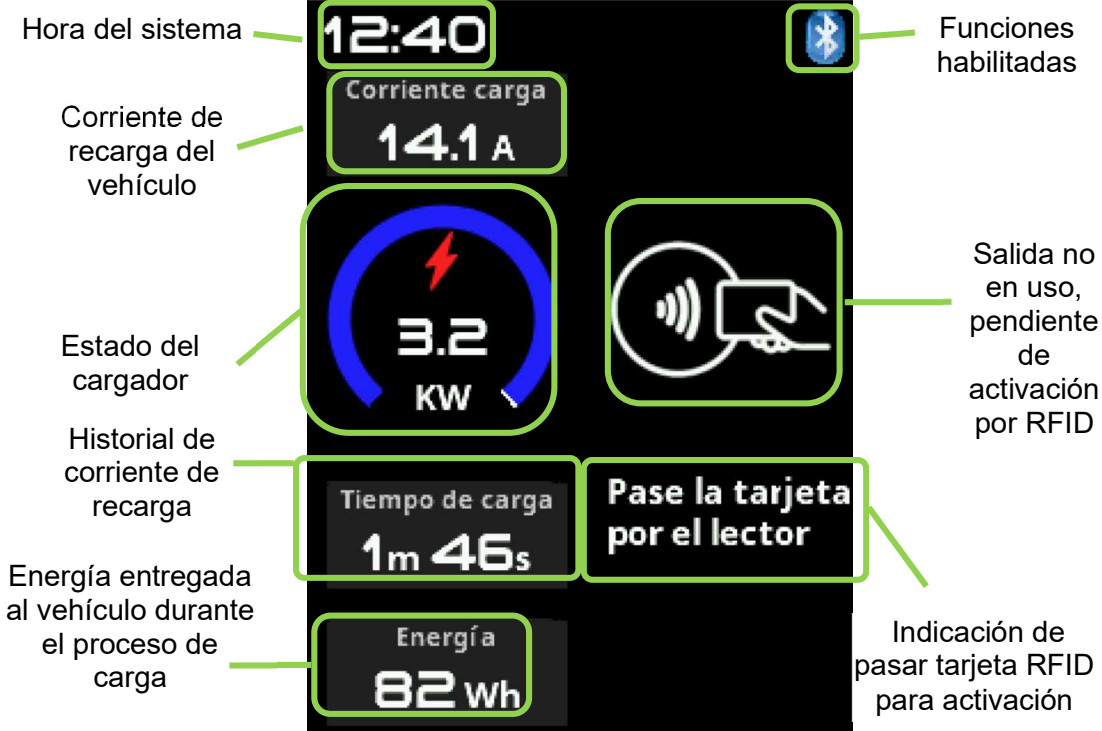 Hora del sistema
12:40
Funciones
habilitadas
Corriente de
recarga del
vehículo
Corriente carga
14.1 A
Estado del
cargador
3.2
KW
Salida no
en uso,
pendiente
de
activación
por RFID
Historial de
corriente de
recarga
Tiempo de carga
1m 46s
Pase la tarjeta
por el lector
Energía entregada
al vehículo durante
el proceso de
carga
Energía
82 Wh
Indicación de
pasar tarjeta RFID
para activación